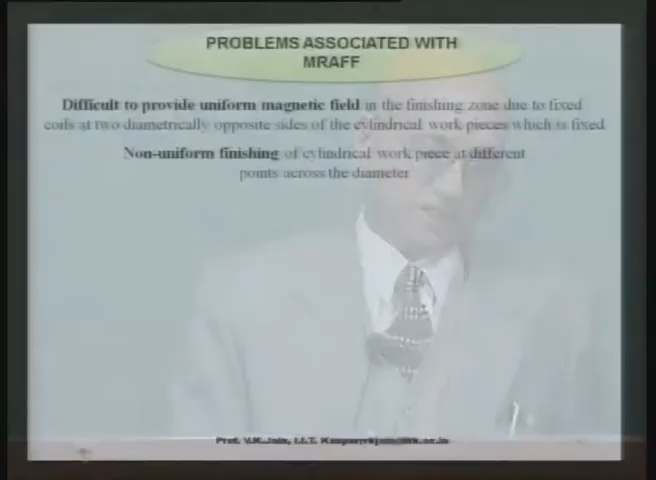 PROBLEMS ASSOCIATED WITH
MRAFF
Difficult to provide uniform magnetic field in the finishing zone due to fixed
coils at two diametrically opposite sides of the cylindrical work pieces which is fixed
Non-uniform finishing of cylindrical work piece at different
points across the diameter
Prof. V.K.Jain, I.I.T.